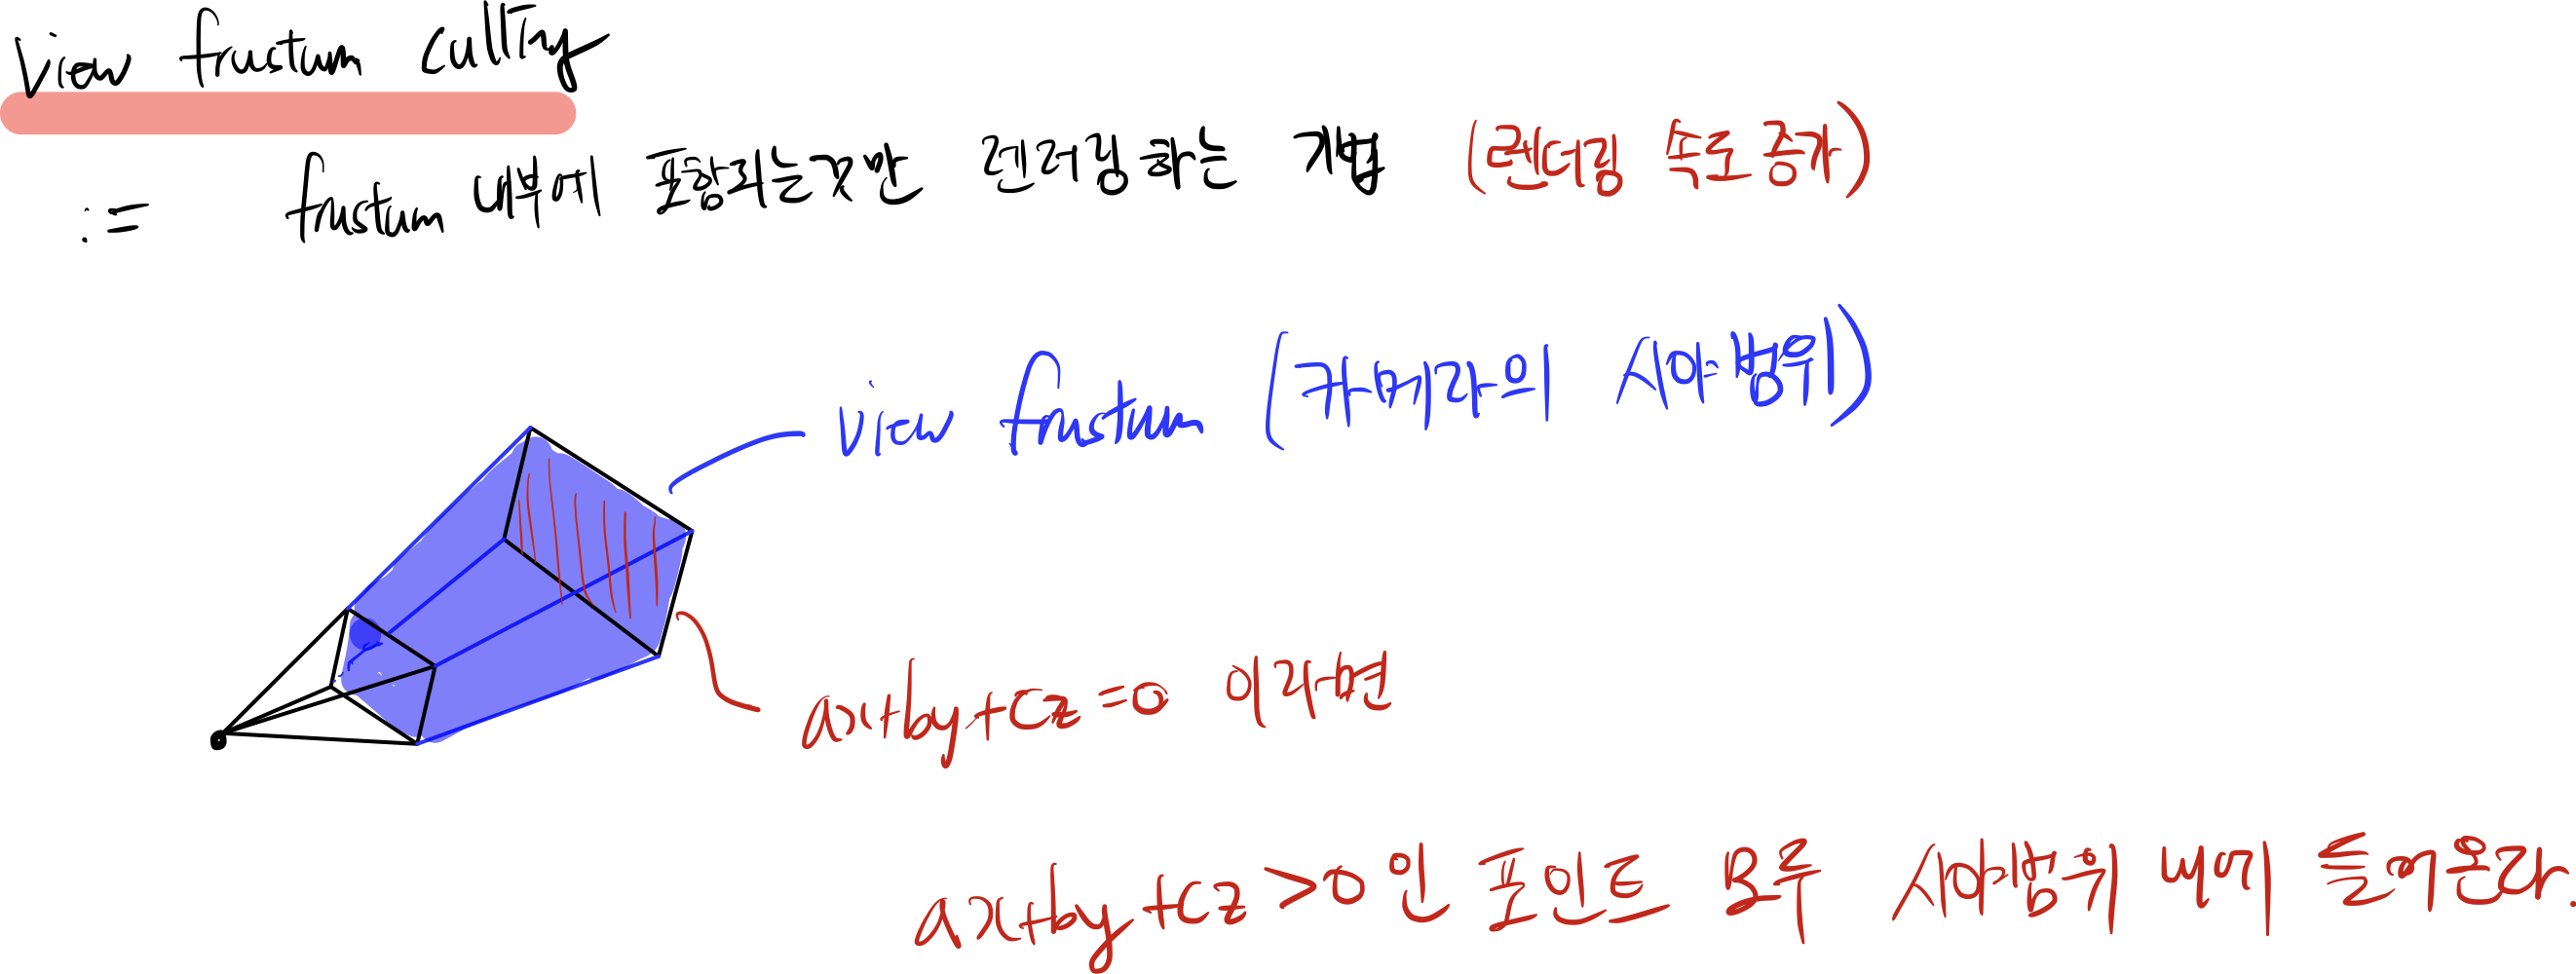 View frustum culling
:= frustum 내부에 포함되는것만 렌더링하는 기법 (렌더링 속도 증가)
view frustum (카메라의 시야범위)
ax+by+cz=0 이라면
ax+by+cz>0 인 포인트 모두 시야범위 내에 들어온다.